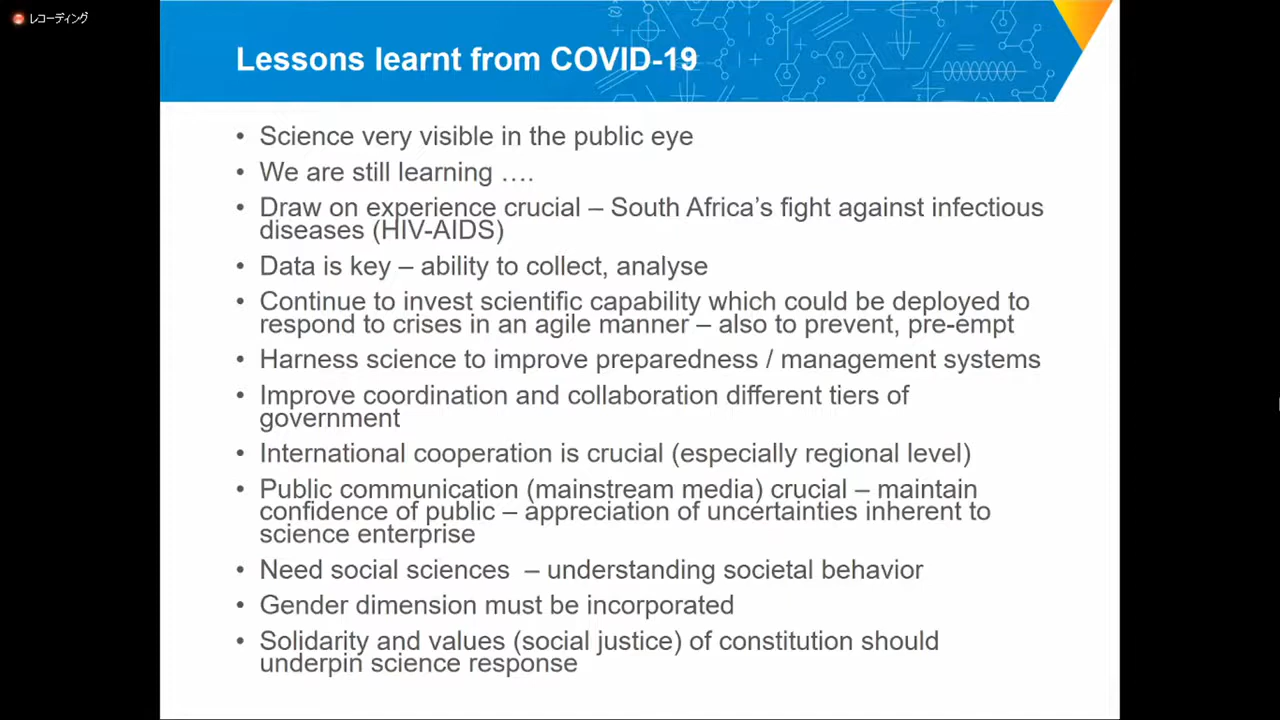 レコーディング
Lessons learnt from COVID-19
• Science very visible in the public eye
• We are still learning ….
• Draw on experience crucial – South Africa’s fight against infectious
diseases (HIV-AIDS)
• Data is key – ability to collect, analyse
• Continue to invest scientific capability which could be deployed to
respond to crises in an agile manner – also to prevent, pre-empt
• Harness science to improve preparedness / management systems
• Improve coordination and collaboration different tiers of
government
• International cooperation is crucial (especially regional level)
• Public communication (mainstream media) crucial – maintain
confidence of public – appreciation of uncertainties inherent to
science enterprise
• Need social sciences – understanding societal behavior
• Gender dimension must be incorporated
• Solidarity and values (social justice) of constitution should
underpin science response